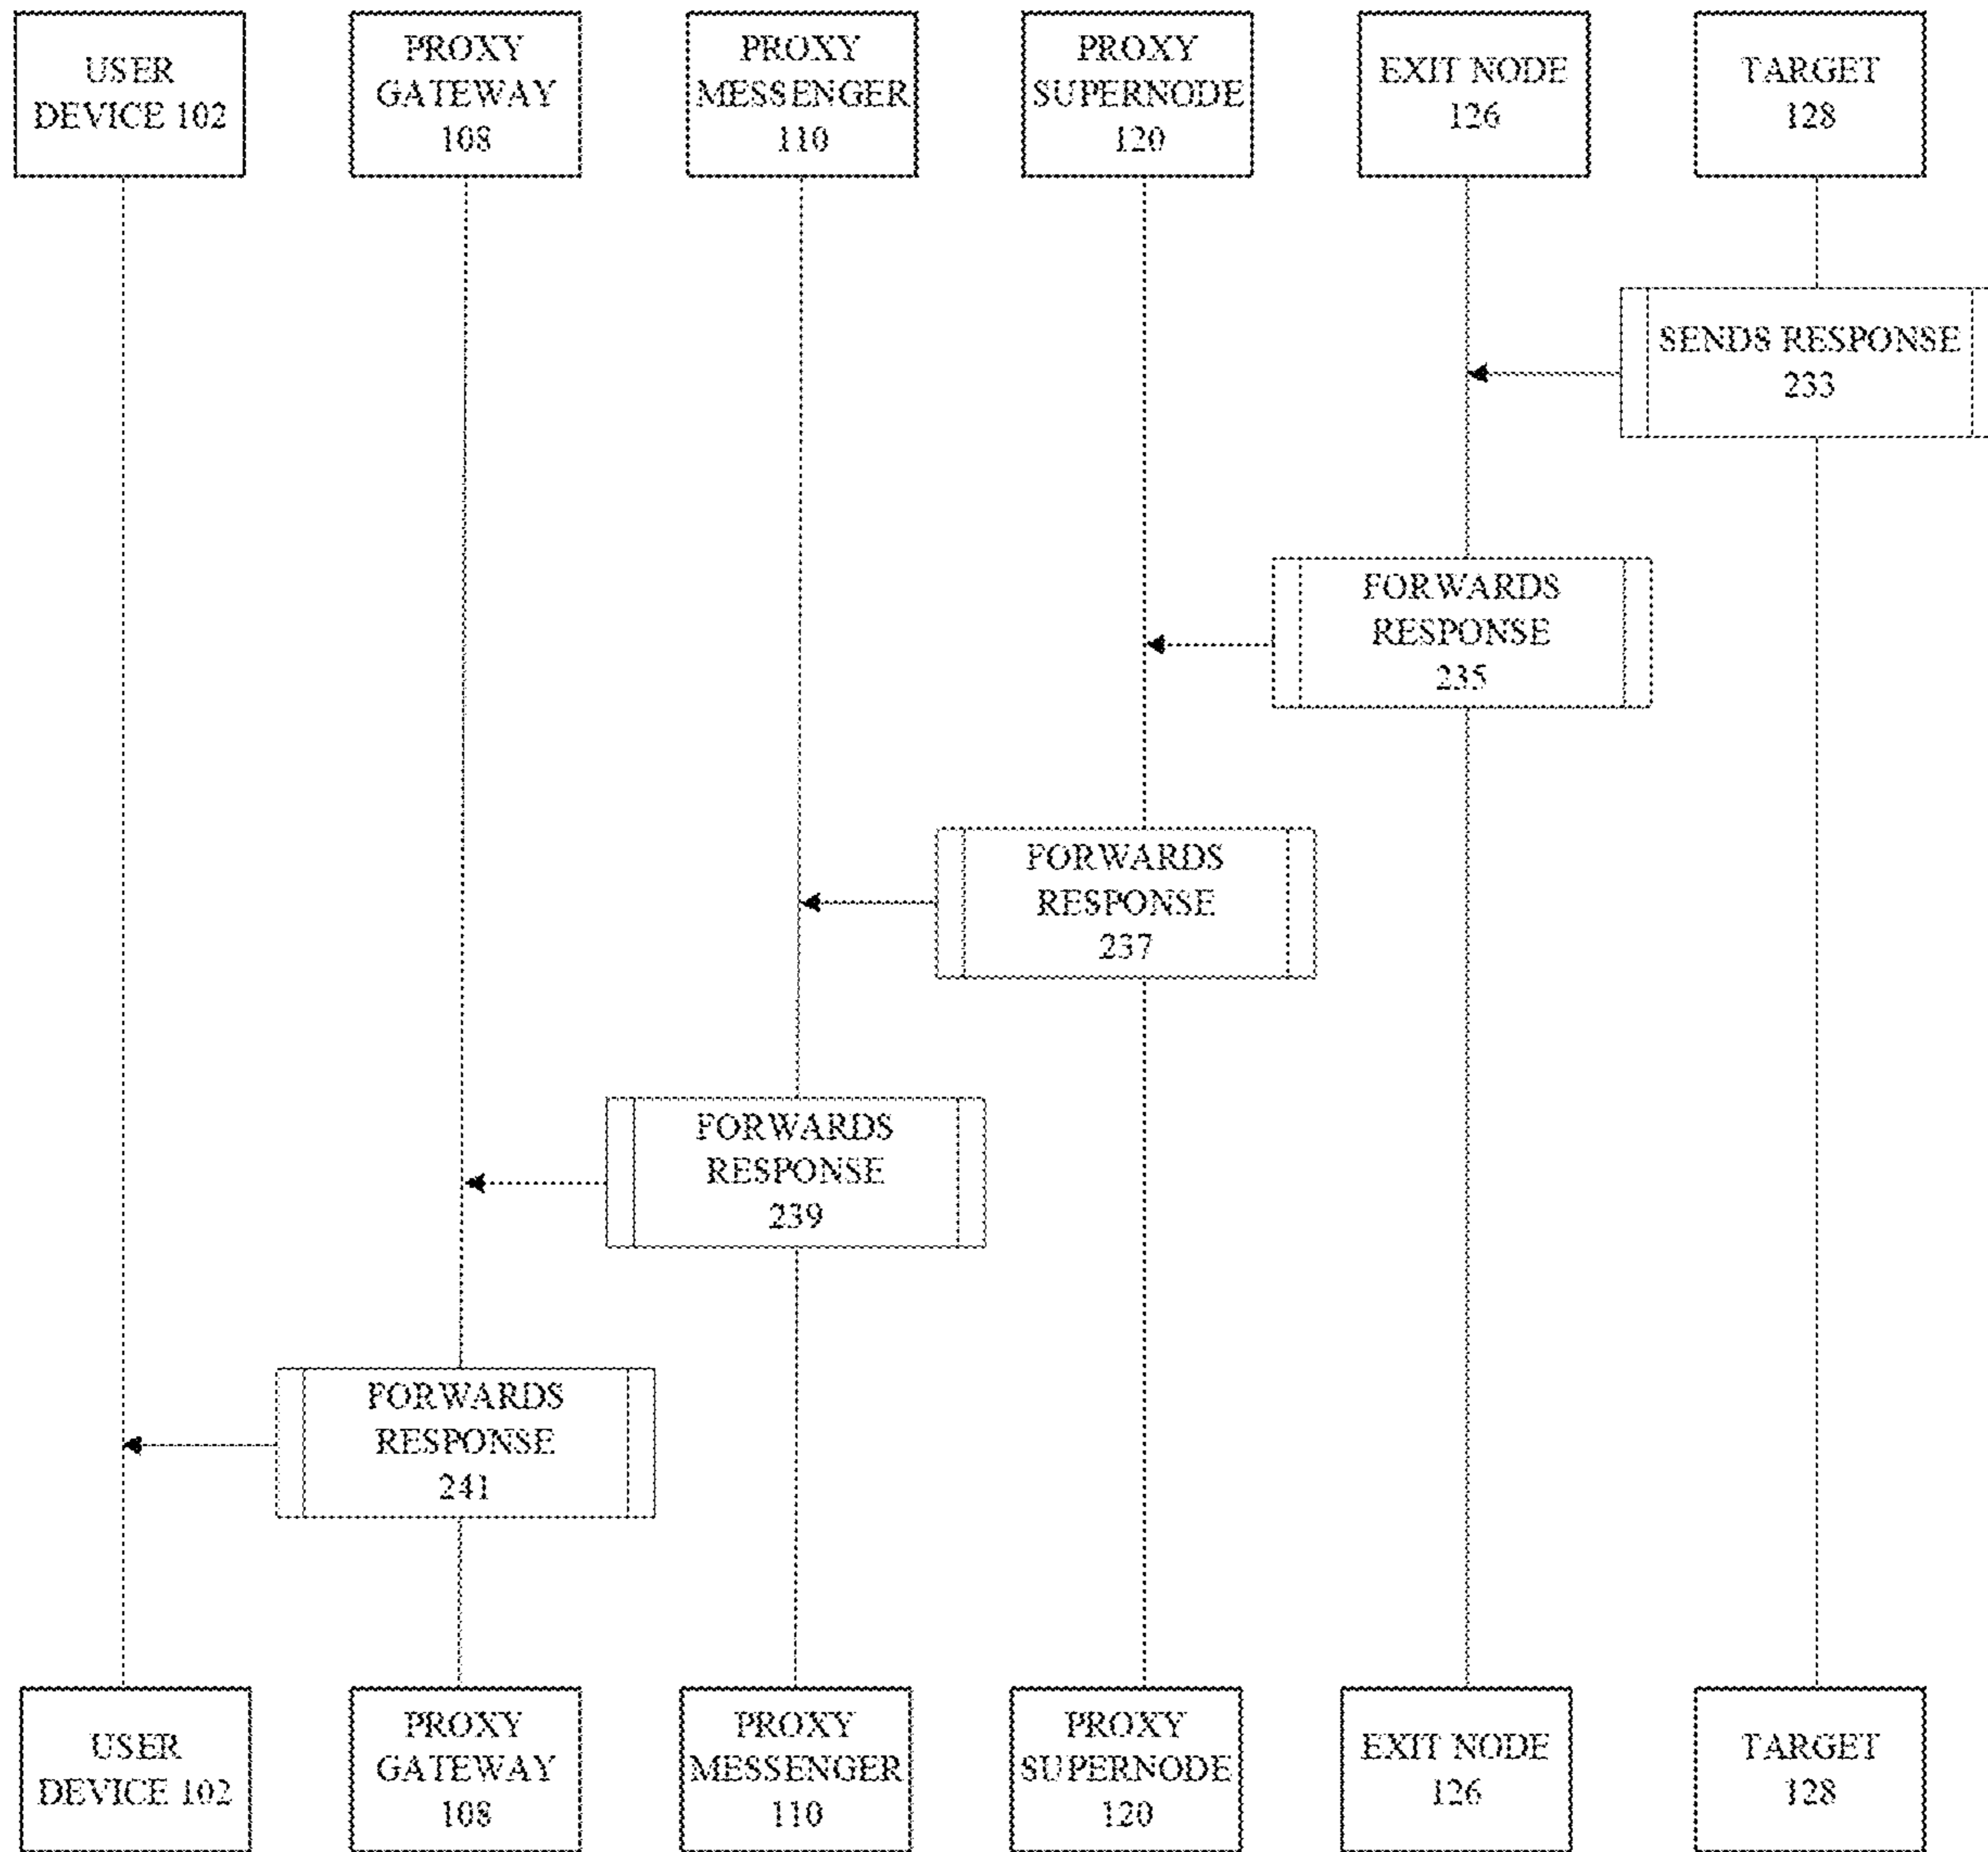 USER
DEVICE 102
PROXY
GATEWAY
108
PROXY
MESSENGER
110
PROXY
SUPERNODE
120
EXIT NODE
126
TARGET
128
SENDS RESPONSE
233
FORWARDS
RESPONSE
235
FORWARDS
RESPONSE
237
FORWARDS
RESPONSE
239
FORWARDS
RESPONSE
241
USER
DEVICE 102
PROXY
GATEWAY
108
PROXY
MESSENGER
110
PROXY
SUPERNODE
120
EXIT NODE
126
TARGET
128